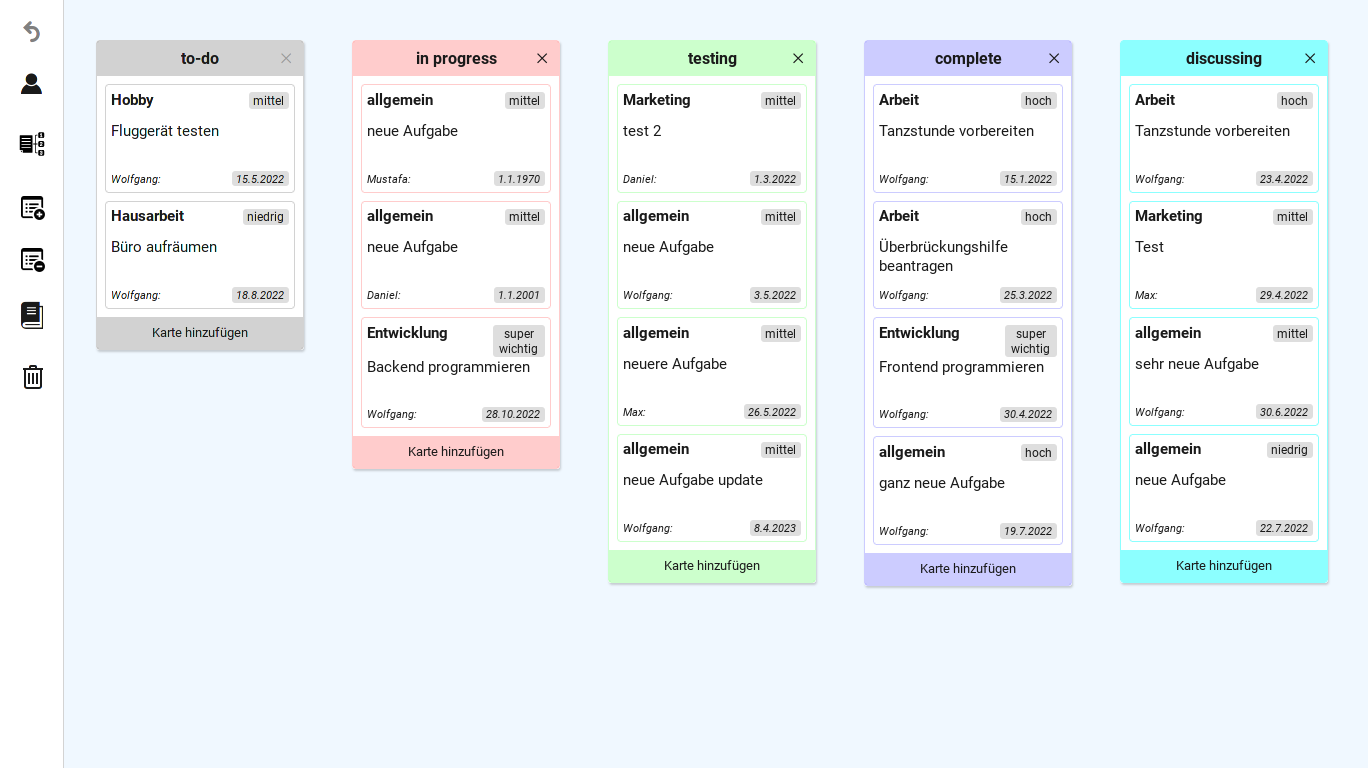 to-do
Hobby
mittel
Fluggerät testen
Wolfgang:
15.5.2022
Hausarbeit
niedrig
Büro aufräumen
Wolfgang:
18.8.2022
Karte hinzufügen
in progress
allgemein
mittel
neue Aufgabe
Mustafa:
1.1.1970
allgemein
mittel
neue Aufgabe
Daniel:
1.1.2001
Entwicklung
super
wichtig
Backend programmieren
Wolfgang:
28.10.2022
Karte hinzufügen
testing
Marketing
mittel
test 2
Daniel:
1.3.2022
allgemein
mittel
neue Aufgabe
Wolfgang:
3.5.2022
allgemein
mittel
neuere Aufgabe
Max:
26.5.2022
allgemein
mittel
neue Aufgabe update
Wolfgang:
8.4.2023
Karte hinzufügen
complete
Arbeit
hoch
Tanzstunde vorbereiten
Wolfgang:
15.1.2022
Arbeit
hoch
Überbrückungshilfe
beantragen
Wolfgang:
25.3.2022
Entwicklung
super
wichtig
Frontend programmieren
Wolfgang:
30.4.2022
allgemein
hoch
ganz neue Aufgabe
Wolfgang:
19.7.2022
Karte hinzufügen
discussing
Arbeit
hoch
Tanzstunde vorbereiten
Wolfgang:
23.4.2022
Marketing
mittel
Test
Max:
29.4.2022
allgemein
mittel
sehr neue Aufgabe
Wolfgang:
30.6.2022
allgemein
niedrig
neue Aufgabe
Wolfgang:
22.7.2022
Karte hinzufügen